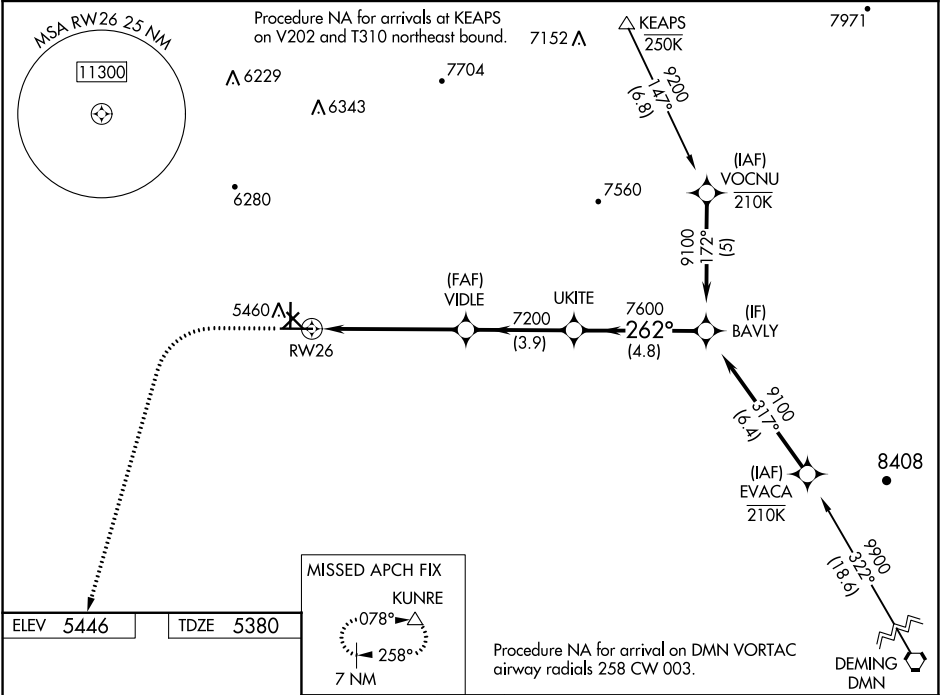 MSA RW26 25 NM
11300
Procedure NA for arrivals at KEAPS
on V202 and T310 northeast bound.
7152
KEAPS
250K
7971
6229
7704
6343
9200
147°
(6.8)
(IAF)
VOCNU
210K
6280
7560
9100
172°
(5)
(FAF)
VIDLE
UKITE
5460
RW26
7200
(3.9)
7600
262°
(4.8)
(IF)
BAVLY
9100
317°
(6.4)
(IAF)
EVACA
210K
8408
9900
322°
(18.6)
MISSED APCH FIX
KUNRE
078°
258°
7 NM
ELEV 5446
TDZE 5380
Procedure NA for arrival on DMN VORTAC
airway radials 258 CW 003.
DEMING
DMN